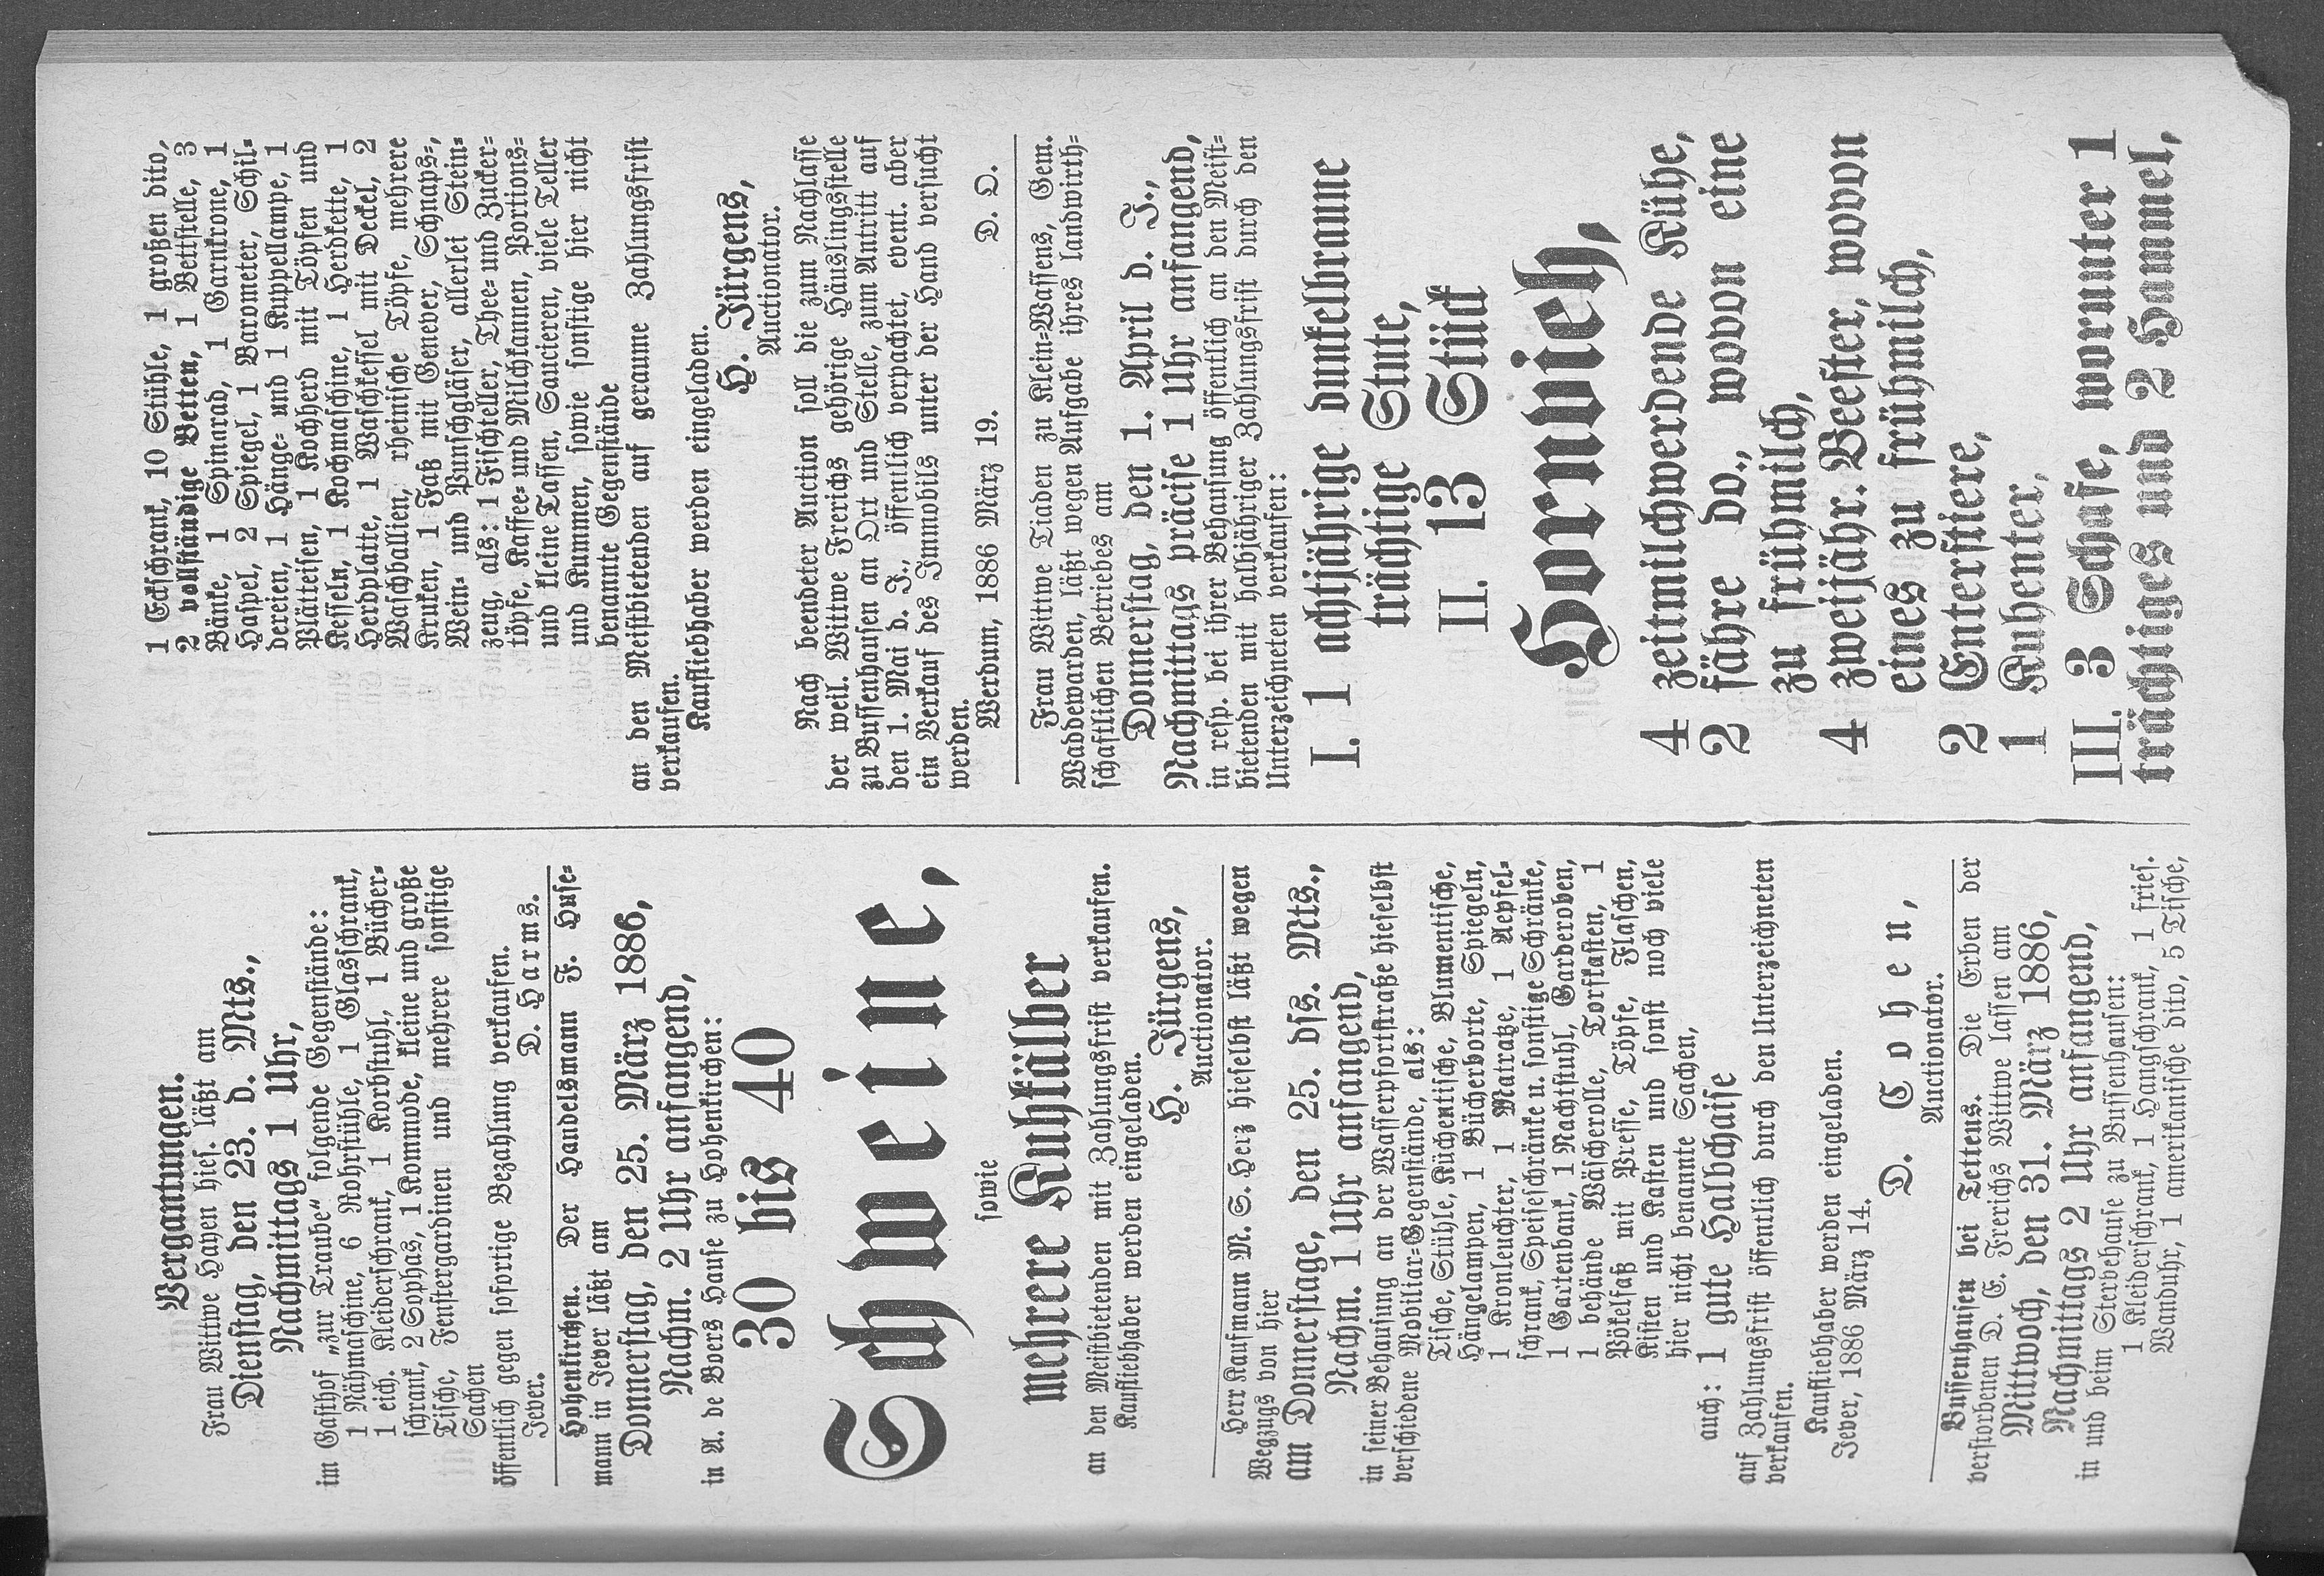 Vergantungen.
Frau Wittwe Hayen hies. läßt am
Dienstag, den 23. d. Mts.,
Nachmittags 1 Uhr,
im Gasthof „zur Traube“ folgende Gegenstände:
1 Nähmaschine, 6 Rohrstühle, 1 Glasschrank,
1 eich. Kleiderschrank, 1 Korbstuhl, 1 Bücher-
schrank, 2 Sophas, 1 Kommode, kleine und große
Tische, Fenstergardinen und mehrere sonstige
Sachen
öffentlich gegen sofortige Bezahlung verkaufen.
Jever. D. Harms.
Hohenkirchen. Der Handelsmann F. Huse-
mann in Jever läßt am
Donnerstag, den 25. März 1886,
Nachm. 2 Uhr anfangend,
in A. de Boers Hause zu Hohenkirchen:
30 bis 40
Schweine,
sowie
mehrere Kuhkälber
an den Meistbietenden mit Zahlungsfrist verkaufen.
Kaufliebhaber werden eingeladen.
H. Jürgens,
Auctionator.
Herr Kaufmann M. S. Herz hieselbst läßt wegen
Wegzugs von hier
am Donnerstage, den 25. dss. Mts.,
Nachm. 1 Uhr anfangend,
in seiner Behausung an der Wasserpfortstraße hieselbst
verschiedene Mobiliar-Gegenstände, als:
Tische, Stühle, Küchentische, Blumentische,
Hängelampen, 1 Bücherborte, Spiegeln,
1 Kronleuchter, 1 Matratze, 1 Aepfel-
schrank, Speiseschränke u. sonstige Schränke,
1 Gartenbank, 1 Nachtstuhl, Garderoben,
1 behände Wäscherolle, Torfkasten, 1
Pökelfaß mit Presse, Töpfe, Flaschen,
Kisten und Kasten und sonst noch viele
hier nicht benannte Sachen,
auch: 1 gute Halbchaise
auf Zahlungsfrist öffentlich durch den Unterzeichneten
verkaufen.
Kaufliebhaber werden eingeladen.
Jever, 1886 März 14.
D. Cohen,
Auctionator.
Bussenhausen bei Tettens. Die Erben der
verstorbenen D. E. Frerichs Wittwe lassen am
Mittwoch, den 31. März 1886,
Nachmittags 2 Uhr anfangend,
in und beim Sterbehause zu Bussenhausen:
1 Kleiderschrank, 1 Hangschrank, 1 fries.
Wanduhr, 1 amerikanische dito, 5 Tische,
1 Eckschrank, 10 Stühle, 1 großen dito,
2 vollständige Betten, 1 Bettstelle, 3
Bänke, 1 Spinrad, 1 Garnkrone, 1
Haspel, 2 Spiegel, 1 Barometer, Schil-
dereien, 1 Hänge- und 1 Kuppellampe, 1
Plätteisen, 1 Kochherd mit Töpfen und
Kesseln, 1 Kochmaschine, 1 Herdkette, 1
Herdplatte, 1 Waschkessel mit Deckel, 2
Waschballien, rheinische Töpfe, mehrere
Kruken, 1 Faß mit Genever, Schnaps-,
Wein- und Punschgläser, allerlei Stein-
zeug, als: 1 Fischteller, Thee- und Zucker-
töpfe, Kaffee- und Milchkannen, Portions-
und kleine Tassen, Saucieren, viele Teller
und Kummen, sowie sonstige hier nicht
benannte Gegenstände
an den Meistbietenden auf geraume Zahlungsfrist
verkaufen.
Kaufliebhaber werden eingeladen.
H. Jürgens,
Auctionator.
Nach beendeter Auction soll die zum Nachlasse
der weil. Wittwe Frerichs gehörige Häuslingsstelle
zu Bussenhausen an Ort und Stelle, zum Antritt auf
den 1. Mai d. J., öffentlich verpachtet, event. aber
ein Verkauf des Immobils unter der Hand versucht
werden.
Werdum, 1886 März 19. D. O.
Frau Wittwe Tiaden zu Klein-Wassens, Gem.
Waddewarden, läßt wegen Aufgabe ihres landwirth-
schaftlichen Betriebes am
Donnerstag, den 1. April d. J.,
Nachmittags präcise 1 Uhr anfangend,
in resp. bei ihrer Behausung öffentlich an den Meist-
bietenden mit halbjähriger Zahlungsfrist durch den
Unterzeichneten verkaufen:
I. 1 achtjährige dunkelbraune
trächtige Stute,
II. 13 Stück
Hornvieh,
4 zeitmilchwerdende Kühe,
2 fähre do., wovon eine
zu frühmilch,
4 zweijähr. Beester, wovon
eines zu frühmilch,
2 Enterstiere,
1 Kuhenter,
III. 3 Schafe, worunter 1
trächtiges und 2 Hammel,